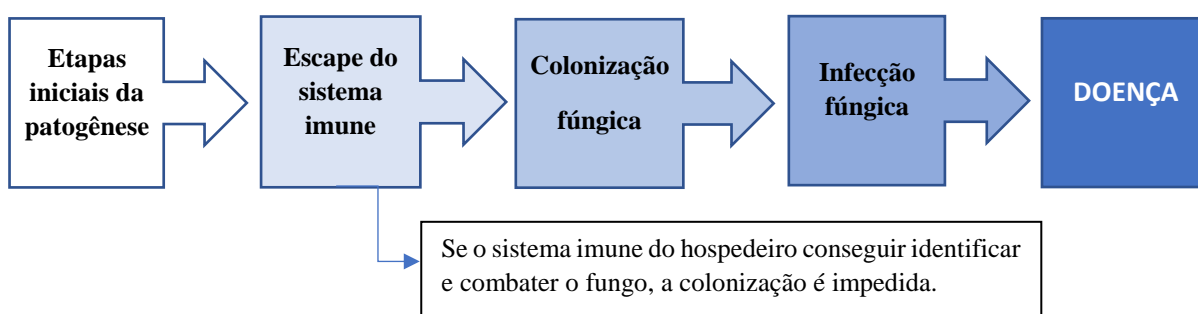 Etapas
iniciais da
patogênese
Escape do
sistema
imune
Colonização
fúngica
Infecção
fúngica
DOENÇA
Se o sistema imune do hospedeiro conseguir identificar
e combater o fungo, a colonização é impedida.